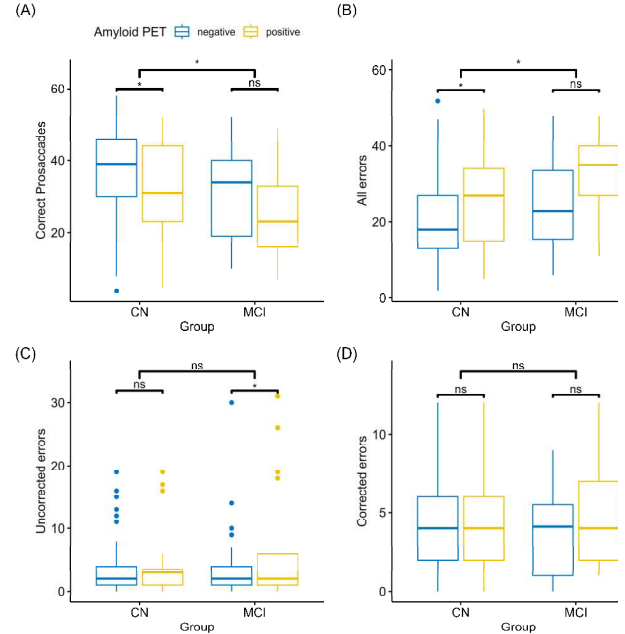 (A)
Amyloid PET negative positive
*
*
ns
60
40
20
Correct Prosaccades
CN
MCI
Group
(B)
*
*
ns
60
40
20
0
All errors
CN
MCI
Group
(C)
ns
ns
*
30
20
10
0
Uncorrected errors
CN
MCI
Group
(D)
ns
ns
ns
10
5
0
Corrected errors
CN
MCI
Group